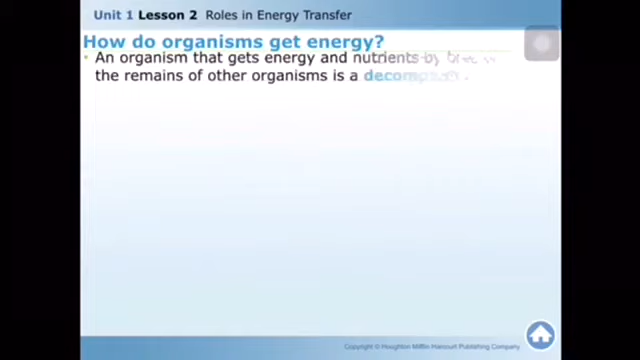 Unit 1 Lesson 2 Roles in Energy Transfer
How do organisms get energy?
• An organism that gets energy and nutrients by
the remains of other organisms is a
Copyright © Houghton Mifflin Harcourt Publishing Company